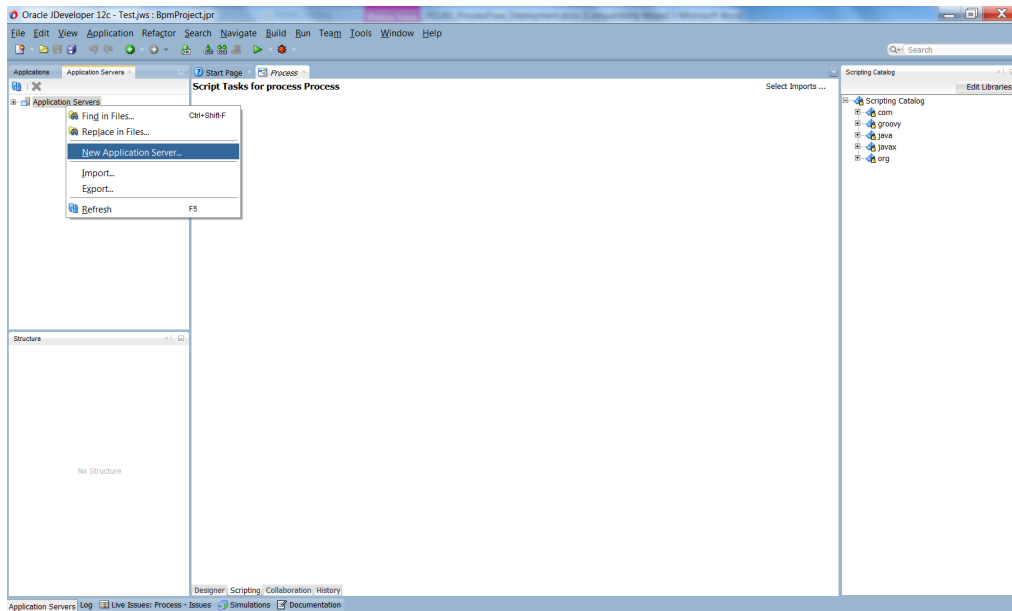 Oracle JDeveloper 12c - Test.jws : BpmProject.jpr
File Edit View Application Refactor Search Navigate Build Run Team Tools Window Help
Search
Applications Application Servers
Start Page Process
Scripting Catalog
Script Tasks for process Process
Select Imports ...
Edit Libraries
Application Servers
Find in Files... Ctrl+Shift-F
Replace in Files...
New Application Server...
Import...
Export...
Refresh F5
Scripting Catalog
com
groovy
java
javax
org
Structure
No Structure
Designer Scripting Collaboration History
Application Servers Log Live Issues: Process - Issues Simulations Documentation